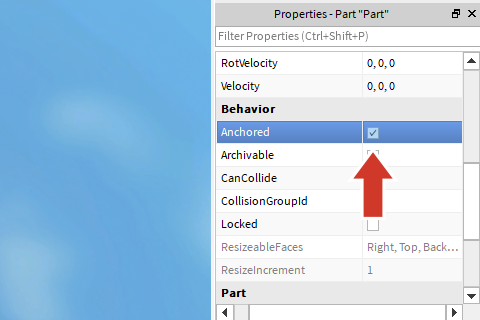 Properties - Part "Part"
Filter Properties (Ctrl+Shift+P)
RotVelocity 0, 0, 0
Velocity 0, 0, 0
Behavior
Anchored
Archivable
CanCollide
CollisionGroupId
Locked
ResizeableFaces Right, Top, Back...
ResizeIncrement 1
Part